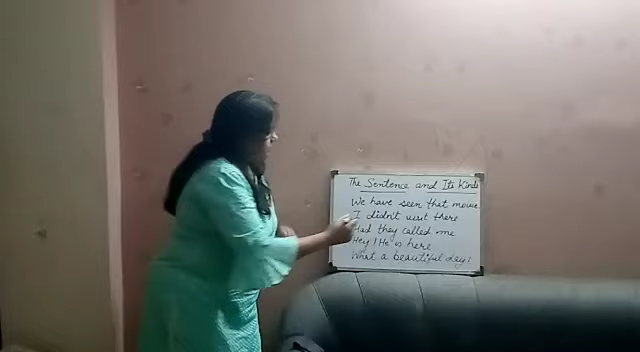 The Sentence and Its Kinds
We have seen that movie.
I didn't visit there
Had they called me
Hey! He is here
What a beautiful day!